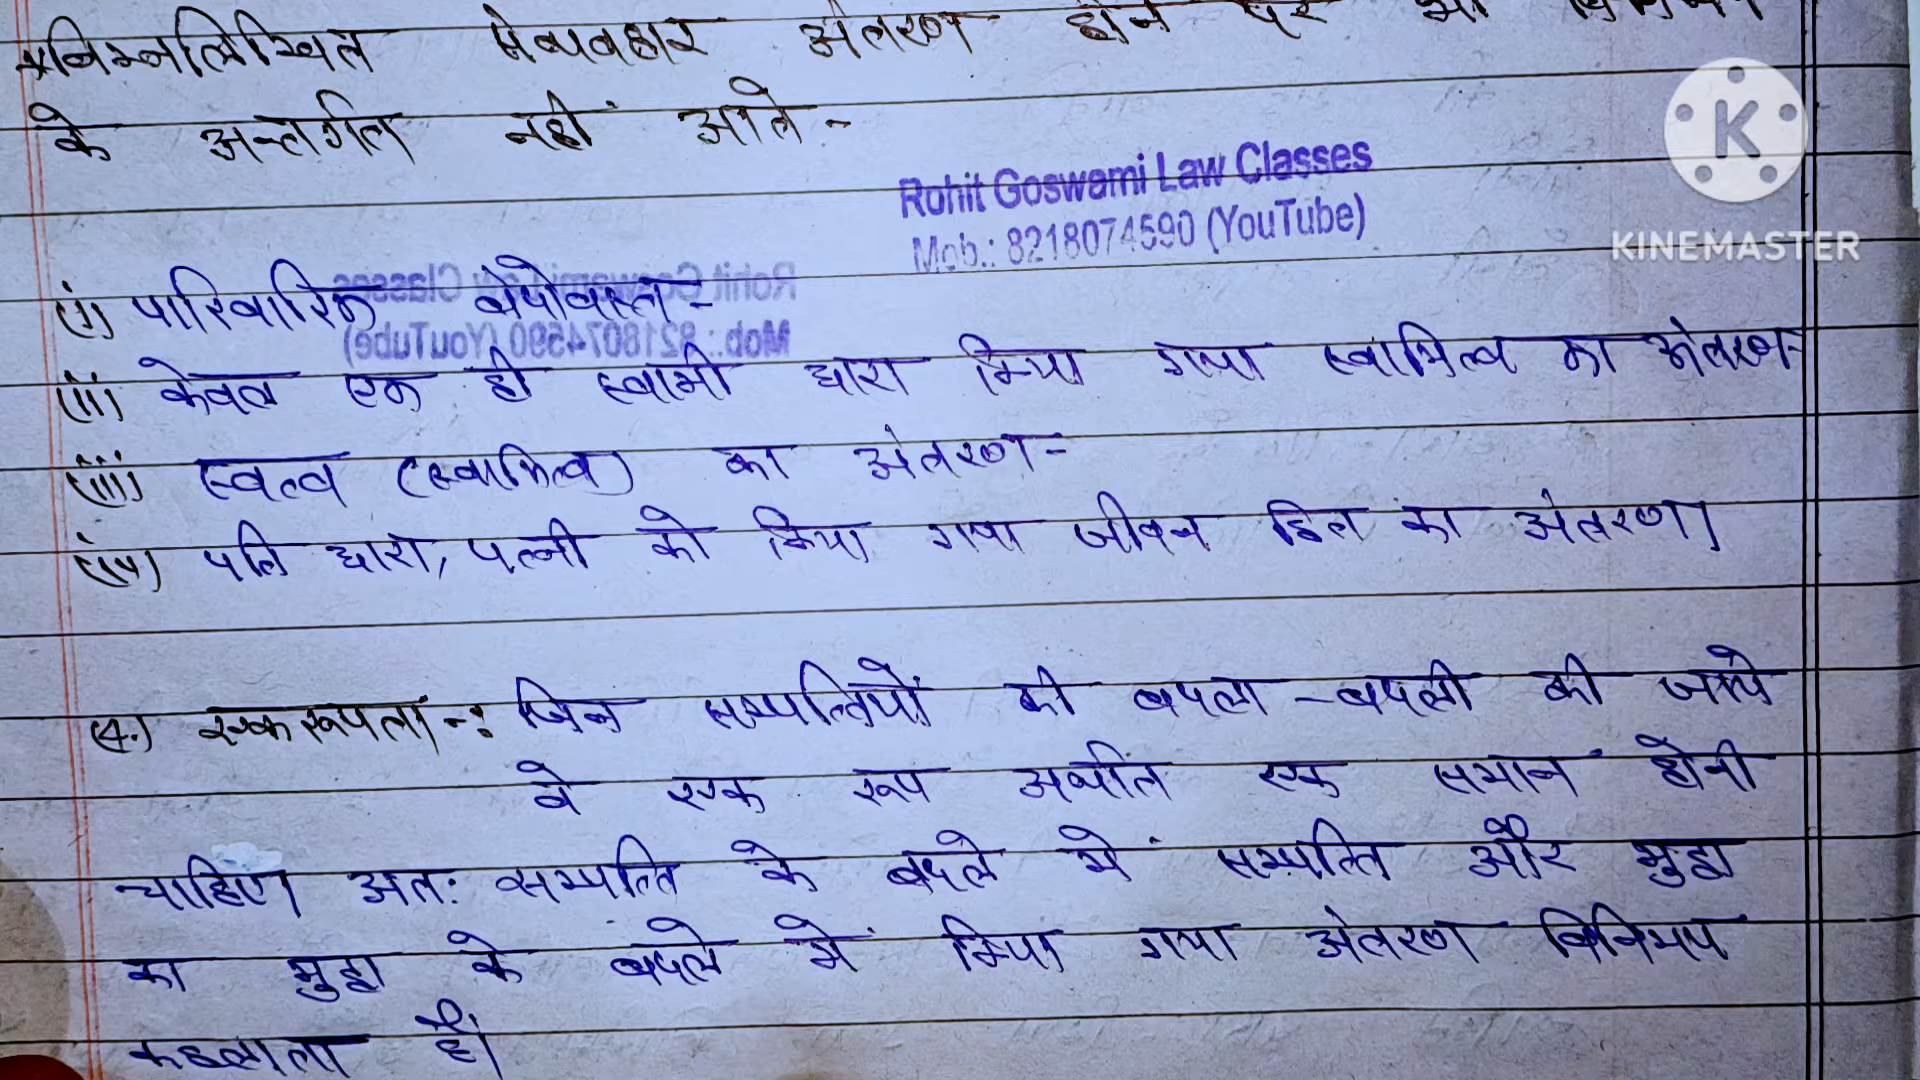 *निम्नलिखित संव्यवहार अंतरण होने पर भी
के अन्तर्गत नहीं आते -
Rohit Goswami Law Classes
Mob.: 8218074590 (YouTube)
KINEMASTER
(i) पारिवारिक बंदोबस्त -
(ii) केवल एक ही स्वामी द्वारा किया गया स्वामित्व का अंतरण-
(iii) स्वत्व (स्वामित्व) का अंतरण -
(iv) पति द्वारा, पत्नी को किया गया जीवन हित का अंतरण।
(4.) एकरूपता -: जिन सम्पत्तियों की बदला - बदली की जाये
वे एक रूप अर्थात एक समान होनी
चाहिए। अतः सम्पत्ति के बदले में सम्पत्ति और मुद्रा
का मुद्रा के बदले में किया गया अंतरण विनिमय
कहलाता है।